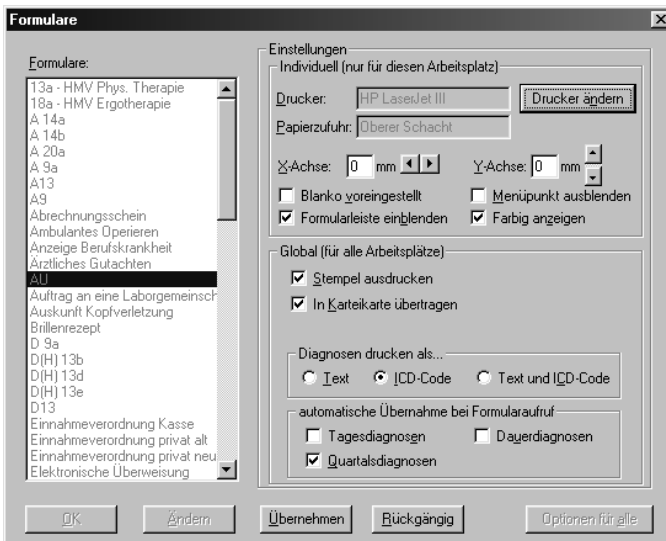 Formulare
Formulare:
13a - HMV Phys. Therapie
18a - HMV Ergotherapie
A 14a
A 14b
A 20a
A 9a
A13
A9
Abrechnungsschein
Ambulantes Operieren
Anzeige Berufskrankheit
Ärztliches Gutachten
AU
Auftrag an eine Laborgemeinsch
Auskunft Kopfverletzung
Brillenrezept
D 9a
D(H) 13b
D(H) 13d
D(H) 13e
D13
Einnahmeverordnung Kasse
Einnahmeverordnung privat alt
Einnahmeverordnung privat neu
Elektronische Überweisung
Einstellungen
Individuell (nur für diesen Arbeitsplatz)
Drucker: HP LaserJet III Drucker ändern
Papierzufuhr: Oberer Schacht
X-Achse: 0 mm Y-Achse: 0 mm
Blanko voreingestellt Menüpunkt ausblenden
Formularleiste einblenden Farbig anzeigen
Global (für alle Arbeitsplätze)
Stempel ausdrucken
In Karteikarte übertragen
Diagnosen drucken als...
Text ICD-Code Text und ICD-Code
automatische Übernahme bei Formularaufruf
Tagesdiagnosen Dauerdiagnosen
Quartalsdiagnosen
OK Ändern Übernehmen Rückgängig Optionen für alle